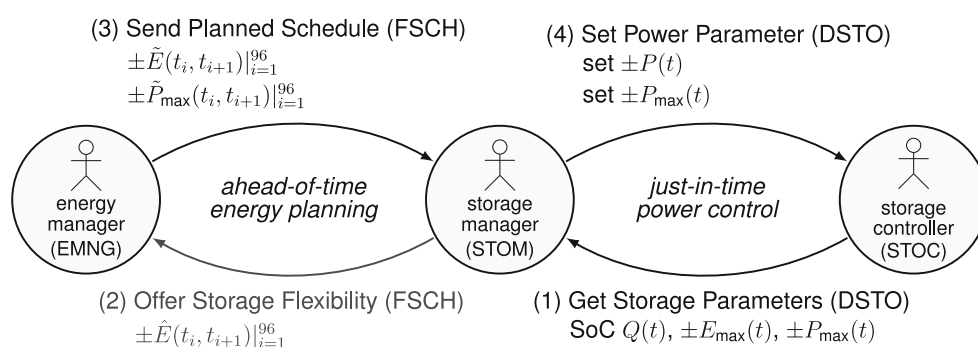 (3) Send Planned Schedule (FSCH)
±Ẽ(tᵢ, tᵢ₊₁)|⁹⁶ᵢ₌₁
±P̃max(tᵢ, tᵢ₊₁)|⁹⁶ᵢ₌₁
(4) Set Power Parameter (DSTO)
set ±P(t)
set ±Pmax(t)
energy
manager
(EMNG)
ahead-of-time
energy planning
storage
manager
(STOM)
just-in-time
power control
storage
controller
(STOC)
(2) Offer Storage Flexibility (FSCH)
±Ê(tᵢ, tᵢ₊₁)|⁹⁶ᵢ₌₁
(1) Get Storage Parameters (DSTO)
SoC Q(t), ±Emax(t), ±Pmax(t)